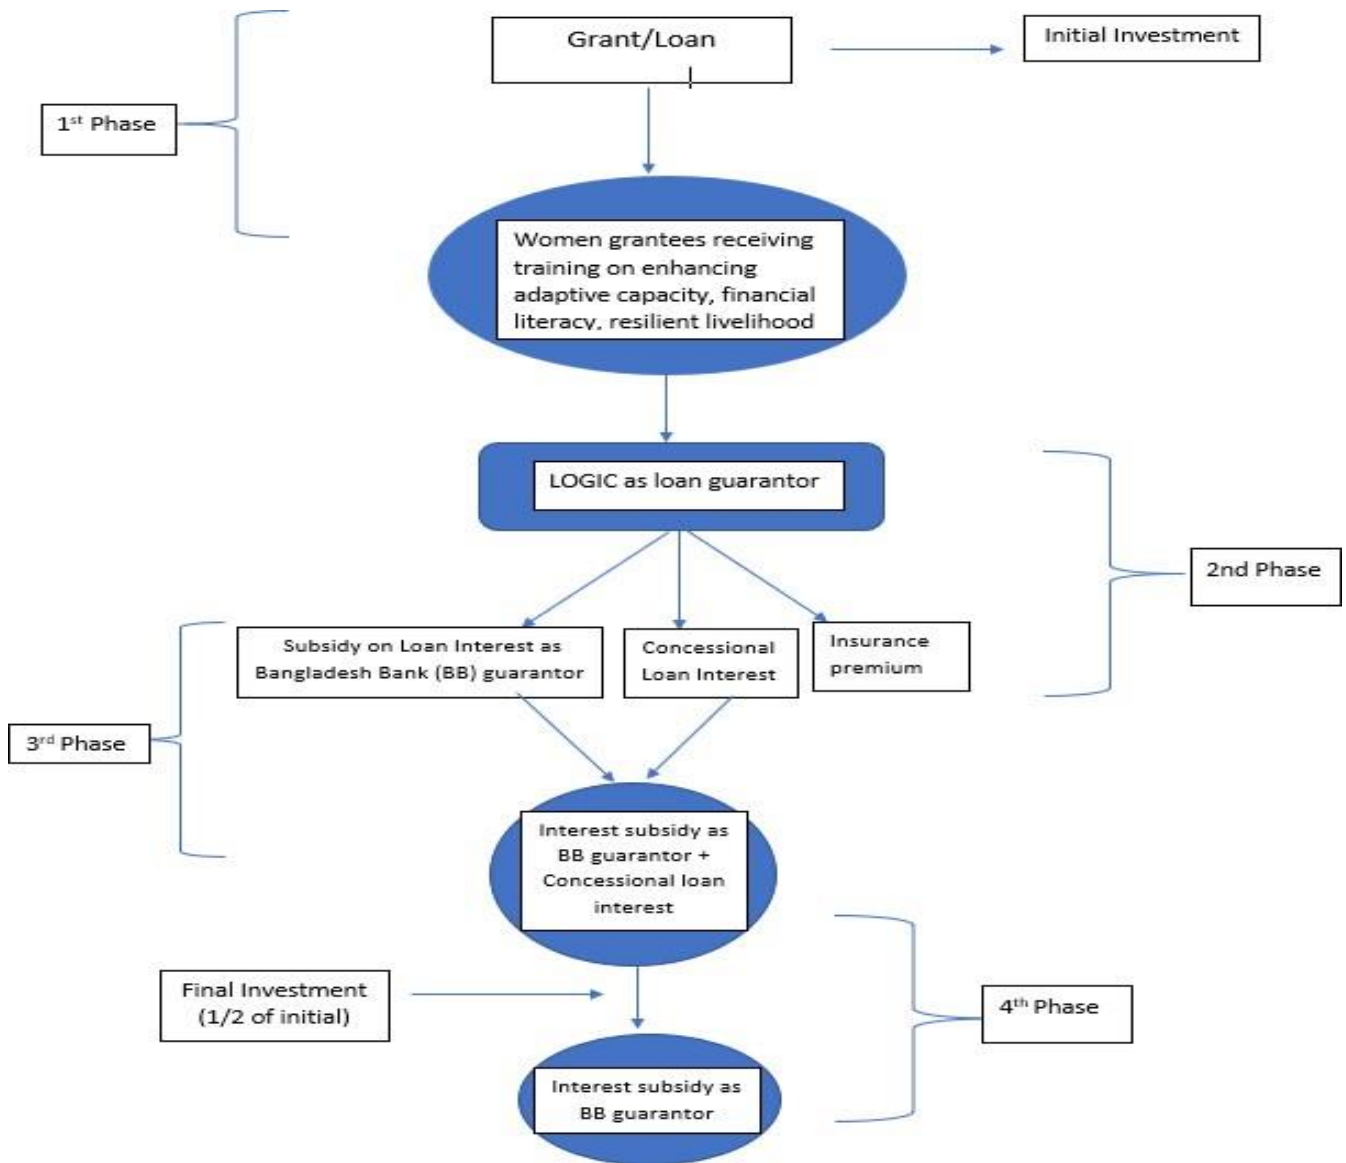 Grant/Loan
Initial Investment
1st Phase
Women grantees receiving
training on enhancing
adaptive capacity, financial
literacy, resilient livelihood
LOGIC as loan guarantor
2nd Phase
Subsidy on Loan Interest as
Bangladesh Bank (BB) guarantor
Concessional
Loan Interest
Insurance
premium
3rd Phase
Interest subsidy as
BB guarantor +
Concessional loan
interest
Final Investment
(1/2 of initial)
4th Phase
Interest subsidy as
BB guarantor